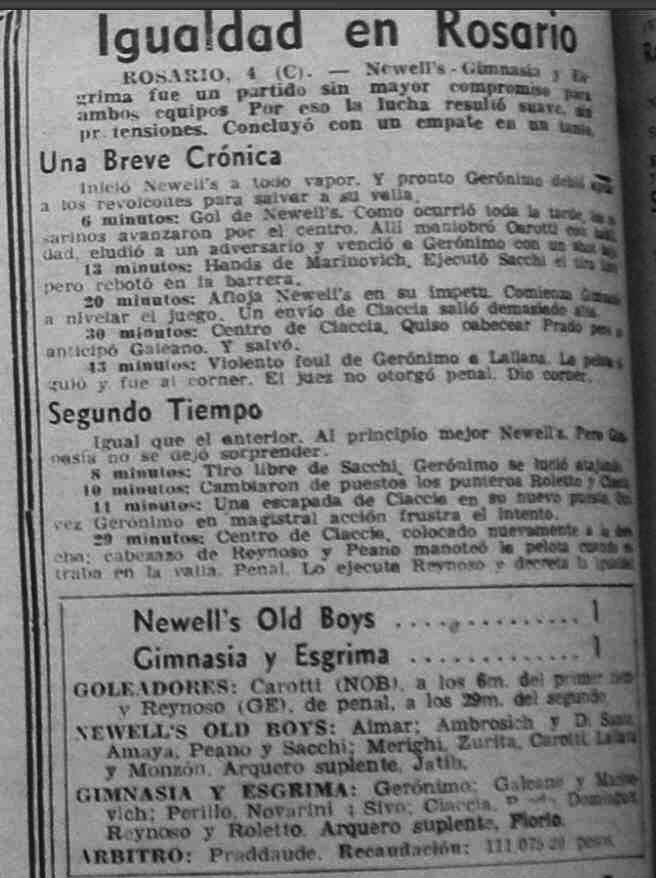 Igualdad en Rosario
ROSARIO, 4 (C). — Newell's - Gimnasia y Es-
grima fue un partido sin mayor compromiso para
ambos equipos Por eso la lucha resultó suave, sin
pr tensiones. Concluyó con un empate en un tanto.
Una Breve Crónica
Inició Newell's a todo vapor. Y pronto Gerónimo debió
a los revolcones para salvar a su valla.
6 minutos: Gol de Newell's. Como ocurrió toda la tarde,
sarinos avanzaron por el centro. Allí maniobró Carotti con
dad, eludió a un adversario y venció a Gerónimo con un
13 minutos: Hands de Marinovich. Ejecutó Sacchi el tiro
pero rebotó en la barrera.
20 minutos: Afloja Newell's en su ímpetu. Comienza
a nivelar el juego. Un envío de Ciaccia salió demasiado alto.
30 minutos: Centro de Ciaccia. Quiso cabecear Prado pero
anticipó Galeano. Y salvó.
43 minutos: Violento foul de Gerónimo a Lallana. La pelota
guió y fue al corner. El juez no otorgó penal. Dio corner.
Segundo Tiempo
Igual que el anterior. Al principio mejor Newell's. Pero Gim-
nasia no se dejó sorprender.
8 minutos: Tiro libre de Sacchi. Gerónimo se lució atajando.
10 minutos: Cambiaron de puestos los punteros Roletto y
11 minutos: Una escapada de Ciaccia en su nuevo puesto
vez Gerónimo en magistral acción frustra el intento.
29 minutos: Centro de Ciaccia, colocado nuevamente a la dere-
cha; cabezazo de Reynoso y Peano manoteó la pelota cuando
traba en la valla. Penal. Lo ejecuta Reynoso y decreta la igualdad.
Newell's Old Boys ............... 1
Gimnasia y Esgrima ............. 1
GOLEADORES: Carotti (NOB), a los 6m. del primer
y Reynoso (GE), de penal, a los 29m. del segundo
NEWELL'S OLD BOYS: Aimar; Ambrosich y
Amaya, Peano y Sacchi; Merighi, Zurita, Carotti, Lallana
y Monzón. Arquero suplente, Jatib.
GIMNASIA Y ESGRIMA: Gerónimo; Galeano y
vich; Perillo, Novarini y Sivo; Ciaccia, Domínguez,
Reynoso y Roletto. Arquero suplente, Florio.
ARBITRO: Praddaude. Recaudación: 111.075.20 pesos.